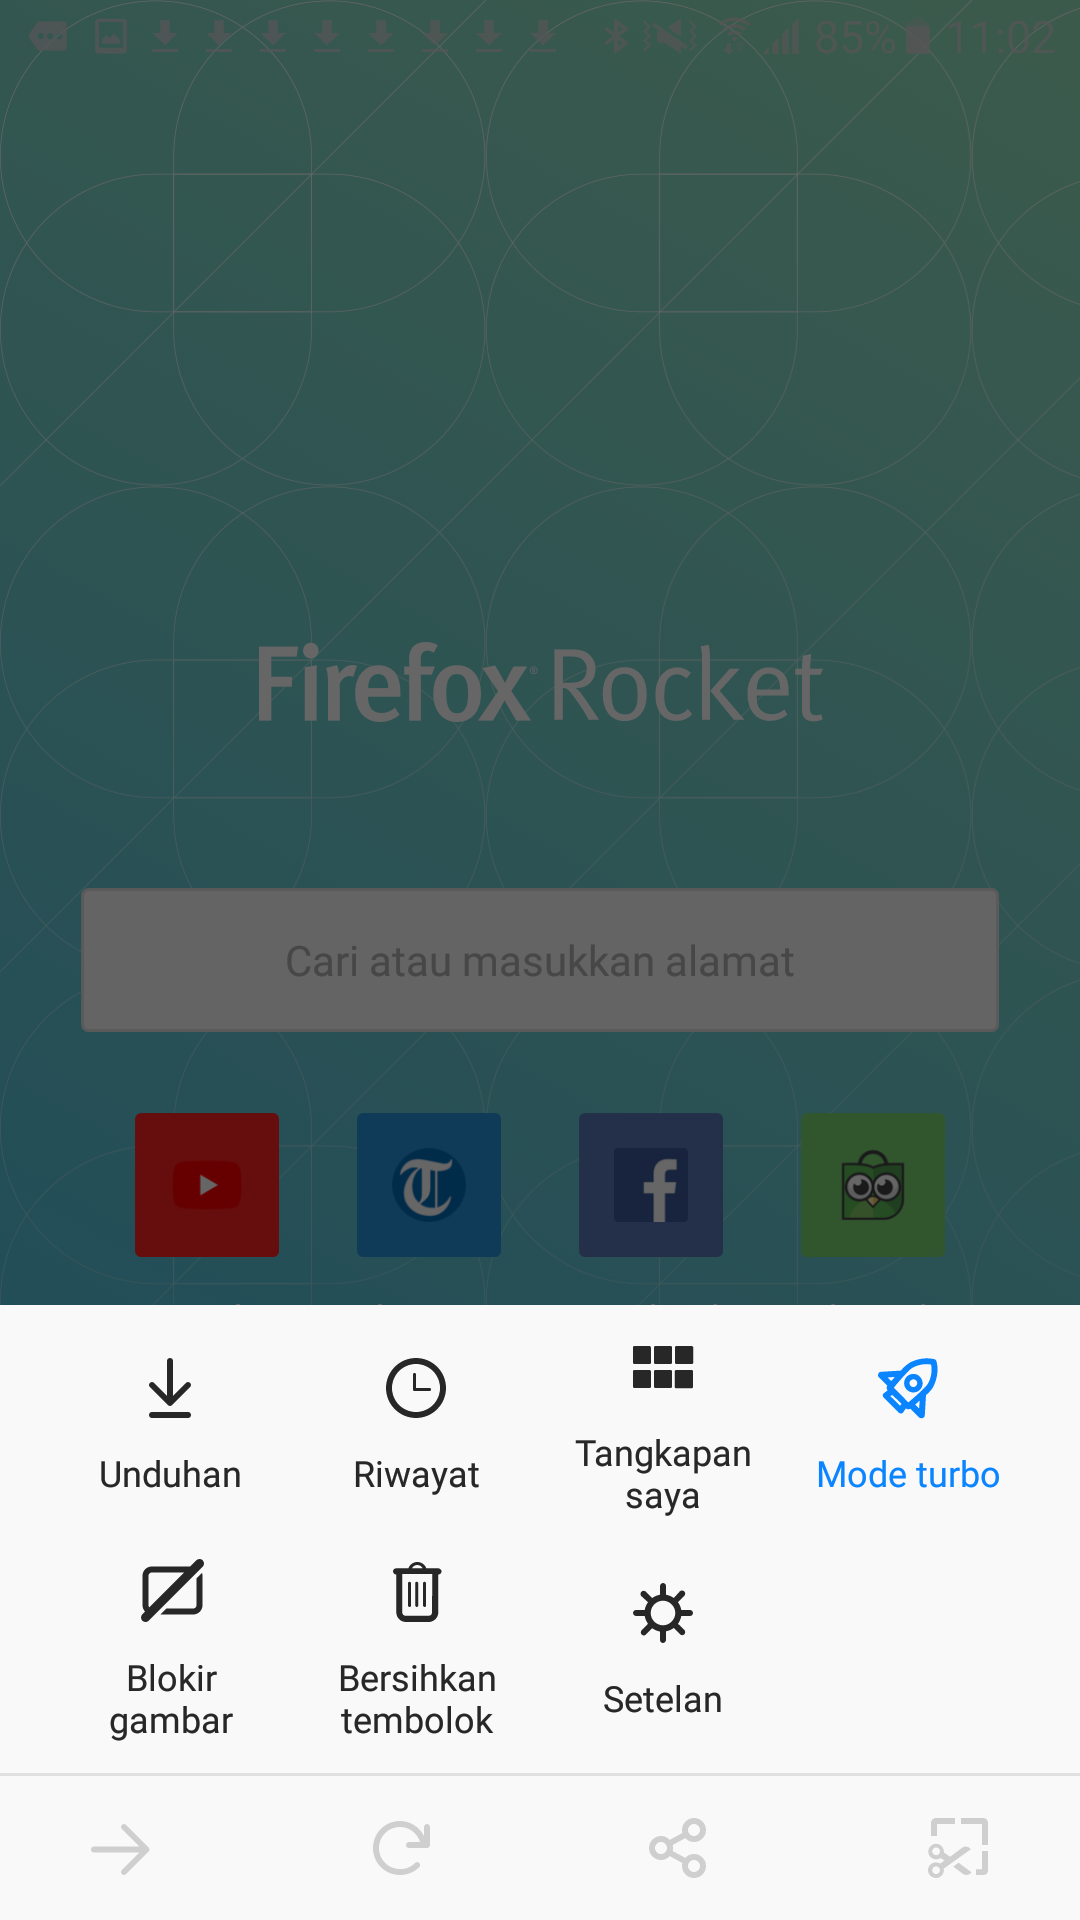 85% 11:02
Firefox® Rocket
Cari atau masukkan alamat
Unduhan
Riwayat
Tangkapan
saya
Mode turbo
Blokir
gambar
Bersihkan
tembolok
Setelan